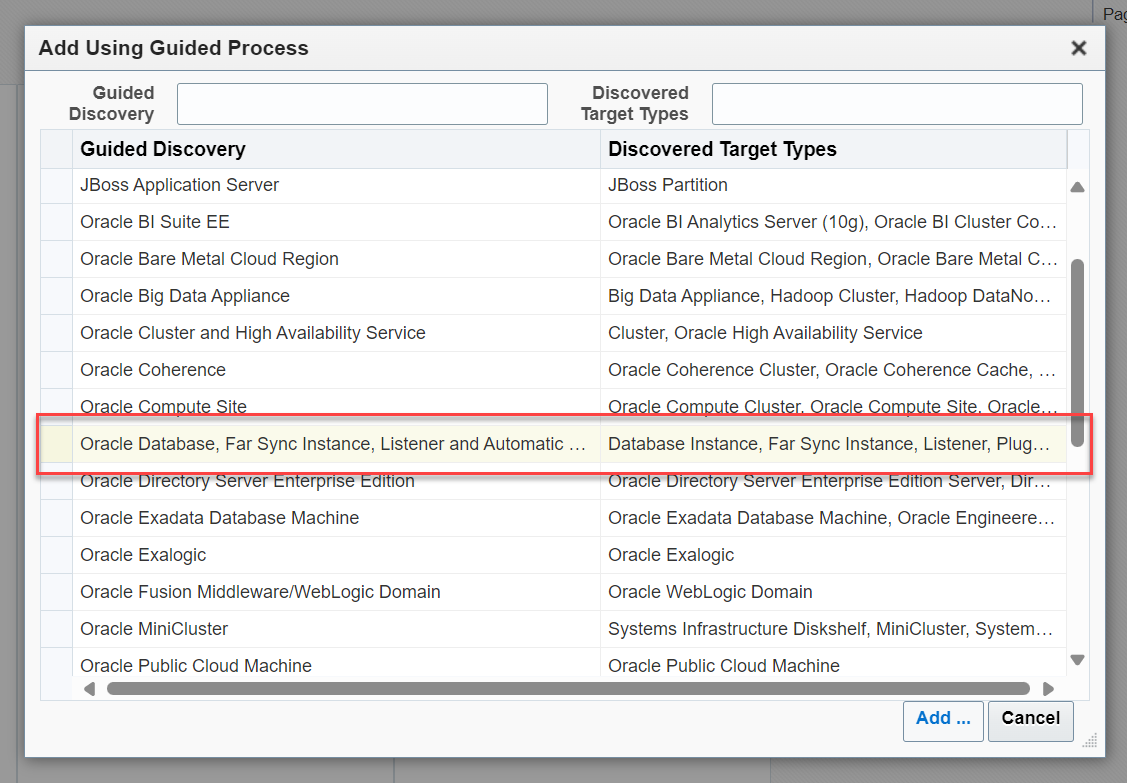 Pag
Add Using Guided Process
Guided
Discovery
Discovered
Target Types
Guided Discovery Discovered Target Types
JBoss Application Server JBoss Partition
Oracle BI Suite EE Oracle BI Analytics Server (10g), Oracle BI Cluster Co...
Oracle Bare Metal Cloud Region Oracle Bare Metal Cloud Region, Oracle Bare Metal C...
Oracle Big Data Appliance Big Data Appliance, Hadoop Cluster, Hadoop DataNo...
Oracle Cluster and High Availability Service Cluster, Oracle High Availability Service
Oracle Coherence Oracle Coherence Cluster, Oracle Coherence Cache, ...
Oracle Compute Site Oracle Compute Cluster, Oracle Compute Site, Oracle...
Oracle Database, Far Sync Instance, Listener and Automatic ... Database Instance, Far Sync Instance, Listener, Plug...
Oracle Directory Server Enterprise Edition Oracle Directory Server Enterprise Edition Server, Dir...
Oracle Exadata Database Machine Oracle Exadata Database Machine, Oracle Engineere...
Oracle Exalogic Oracle Exalogic
Oracle Fusion Middleware/WebLogic Domain Oracle WebLogic Domain
Oracle MiniCluster Systems Infrastructure Diskshelf, MiniCluster, System...
Oracle Public Cloud Machine Oracle Public Cloud Machine
Add ... Cancel